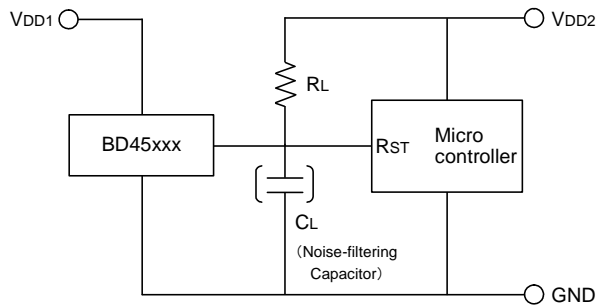 VDD1
VDD2
RL
BD45xxx
RST
Micro
controller
CL
（Noise-filtering
Capacitor）
GND